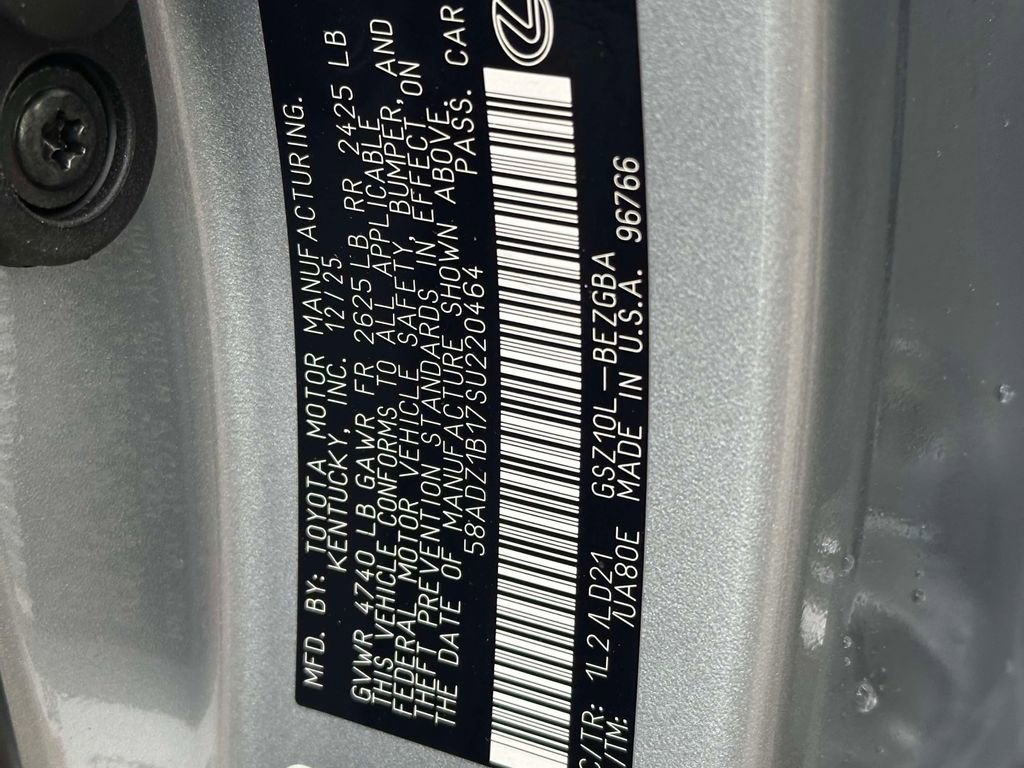 MFD. BY: TOYOTA MOTOR MANUFACTURING.
KENTUCKY, INC. 12/25
GVWR 4740 LB GAWR FR 2625 LB RR 2425 LB
THIS VEHICLE CONFORMS TO ALL APPLICABLE
FEDERAL MOTOR VEHICLE SAFETY, BUMPER, AND
THEFT PREVENTION STANDARDS IN EFFECT ON
THE DATE OF MANUFACTURE SHOWN ABOVE.
58ADZ1B17SU220464 PASS. CAR
C/TR: 1L2 LD21 GSZ10L-BEZGBA
/TM: UA80E MADE IN U.S.A. 96766